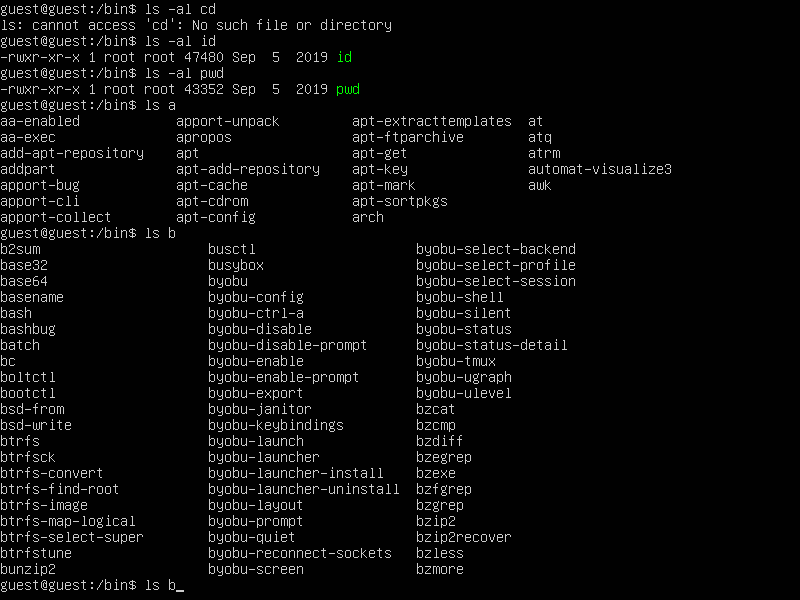 guest@guest:/bin$ ls -al cd
ls: cannot access 'cd': No such file or directory
guest@guest:/bin$ ls -al id
-rwxr-xr-x 1 root root 47480 Sep  5  2019 id
guest@guest:/bin$ ls -al pwd
-rwxr-xr-x 1 root root 43352 Sep  5  2019 pwd
guest@guest:/bin$ ls a
aa-enabled            apport-unpack         apt-extracttemplates  at
aa-exec               apropos               apt-ftparchive        atq
add-apt-repository    apt                   apt-get               atrm
addpart               apt-add-repository    apt-key               automat-visualize3
apport-bug            apt-cache             apt-mark              awk
apport-cli            apt-cdrom             apt-sortpkgs
apport-collect        apt-config            arch
guest@guest:/bin$ ls b
b2sum                     busctl                    byobu-select-backend
base32                    busybox                   byobu-select-profile
base64                    byobu                     byobu-select-session
basename                  byobu-config              byobu-shell
bash                      byobu-ctrl-a              byobu-silent
bashbug                   byobu-disable             byobu-status
batch                     byobu-disable-prompt      byobu-status-detail
bc                        byobu-enable              byobu-tmux
boltctl                   byobu-enable-prompt       byobu-ugraph
bootctl                   byobu-export              byobu-ulevel
bsd-from                  byobu-janitor             bzcat
bsd-write                 byobu-keybindings         bzcmp
btrfs                     byobu-launch              bzdiff
btrfsck                   byobu-launcher            bzegrep
btrfs-convert             byobu-launcher-install    bzexe
btrfs-find-root           byobu-launcher-uninstall  bzfgrep
btrfs-image               byobu-layout              bzgrep
btrfs-map-logical         byobu-prompt              bzip2
btrfs-select-super        byobu-quiet               bzip2recover
btrfstune                 byobu-reconnect-sockets   bzless
bunzip2                   byobu-screen              bzmore
guest@guest:/bin$ ls b_